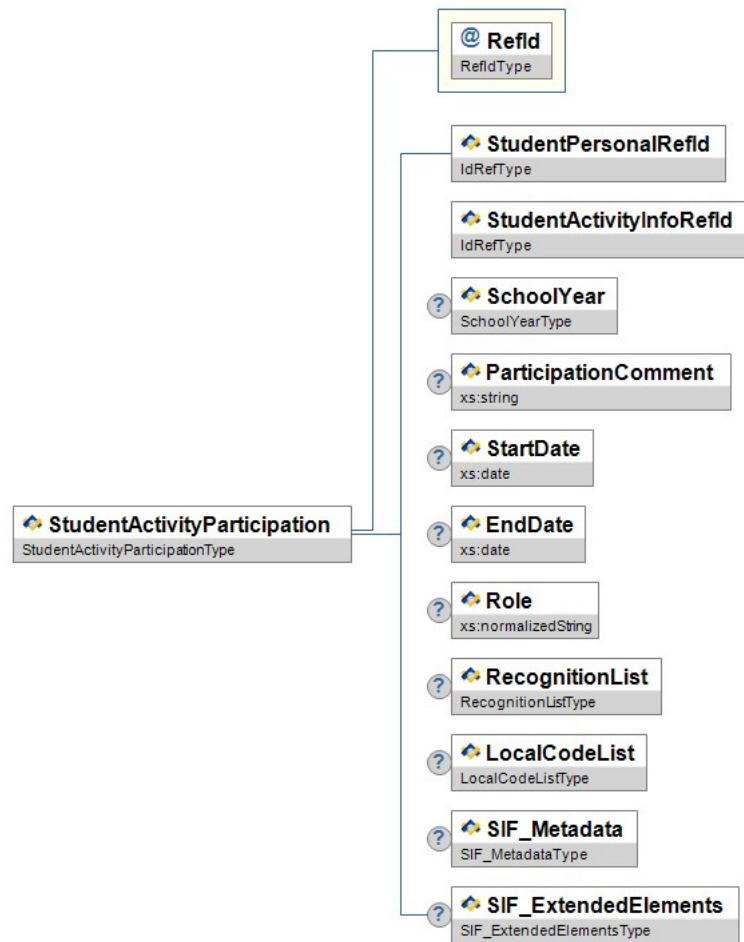 @ RefId
RefIdType
StudentPersonalRefId
IdRefType
StudentActivityInfoRefId
IdRefType
? SchoolYear
SchoolYearType
? ParticipationComment
xs:string
? StartDate
xs:date
StudentActivityParticipation
StudentActivityParticipationType
? EndDate
xs:date
? Role
xs:normalizedString
? RecognitionList
RecognitionListType
? LocalCodeList
LocalCodeListType
? SIF_Metadata
SIF_MetadataType
? SIF_ExtendedElements
SIF_ExtendedElementsType